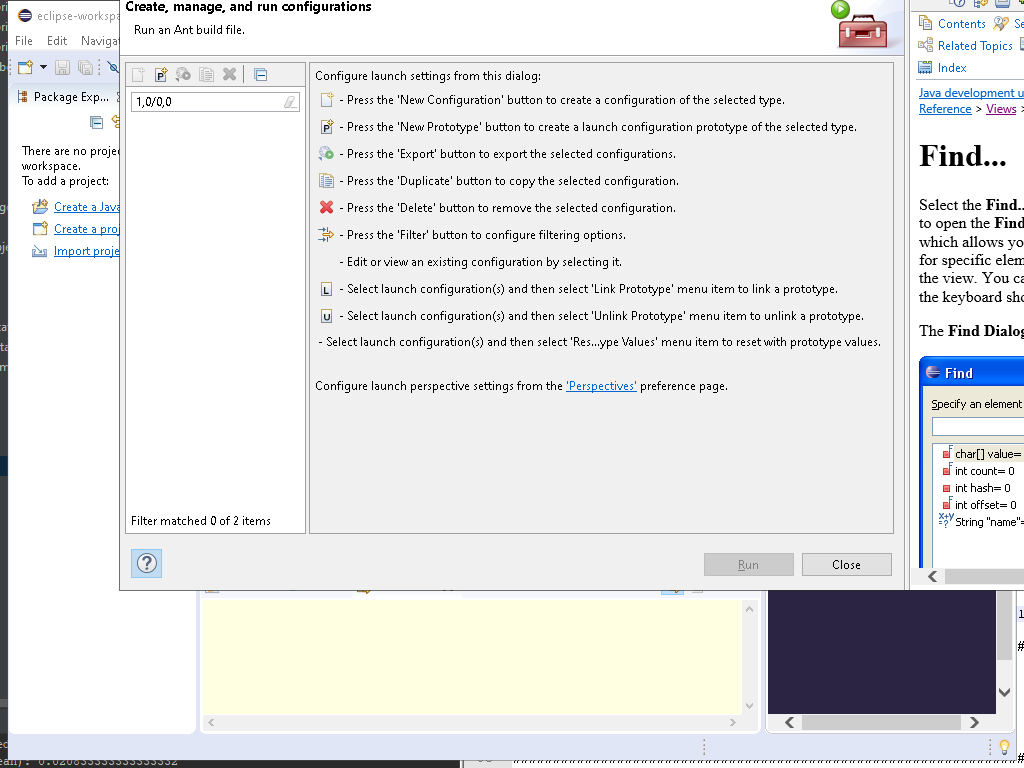 eclipse-workspa
File Edit Navigat
Package Exp...
There are no projec
workspace.
To add a project:
Create a Java
Create a proj
Import proje
Create, manage, and run configurations
Run an Ant build file.
1,0/0,0
Filter matched 0 of 2 items
Configure launch settings from this dialog:
- Press the 'New Configuration' button to create a configuration of the selected type.
P - Press the 'New Prototype' button to create a launch configuration prototype of the selected type.
- Press the 'Export' button to export the selected configurations.
- Press the 'Duplicate' button to copy the selected configuration.
- Press the 'Delete' button to remove the selected configuration.
- Press the 'Filter' button to configure filtering options.
- Edit or view an existing configuration by selecting it.
L - Select launch configuration(s) and then select 'Link Prototype' menu item to link a prototype.
U - Select launch configuration(s) and then select 'Unlink Prototype' menu item to unlink a prototype.
- Select launch configuration(s) and then select 'Res...ype Values' menu item to reset with prototype values.
Configure launch perspective settings from the 'Perspectives' preference page.
?
Run Close
Contents Se
Related Topics
Index
Java development u
Reference > Views >
Find...
Select the Find..
to open the Find
which allows yo
for specific elem
the view. You ca
the keyboard sho
The Find Dialog
Find
Specify an element
char[] value=
int count= 0
int hash= 0
int offset= 0
x+y=? String "name"=